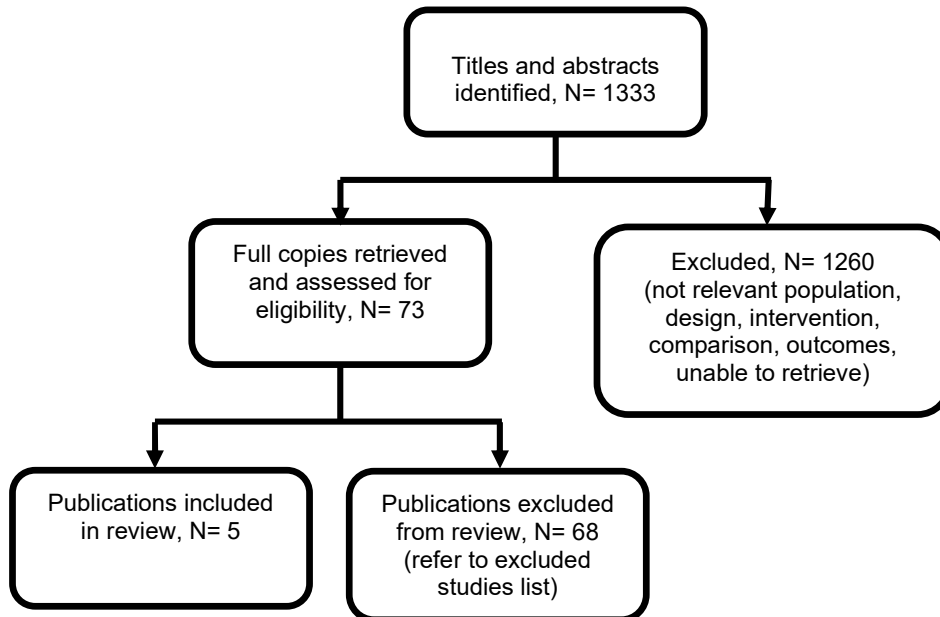 Titles and abstracts
identified, N= 1333
Full copies retrieved
and assessed for
eligibility, N= 73
Excluded, N= 1260
(not relevant population,
design, intervention,
comparison, outcomes,
unable to retrieve)
Publications included
in review, N= 5
Publications excluded
from review, N= 68
(refer to excluded
studies list)